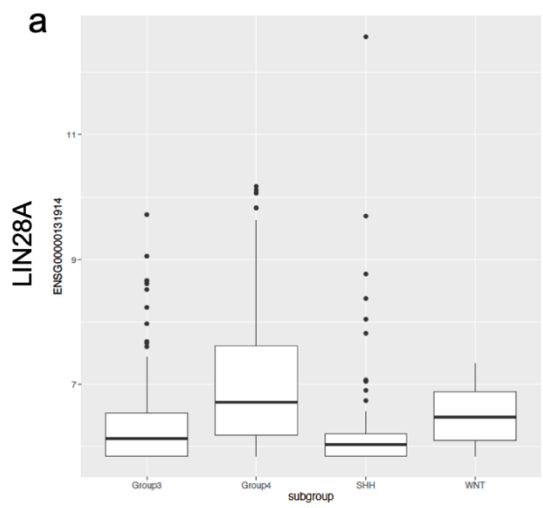 a
LIN28A
ENSG00000131914
11
9
7
Group3 Group4 SHH WNT
subgroup